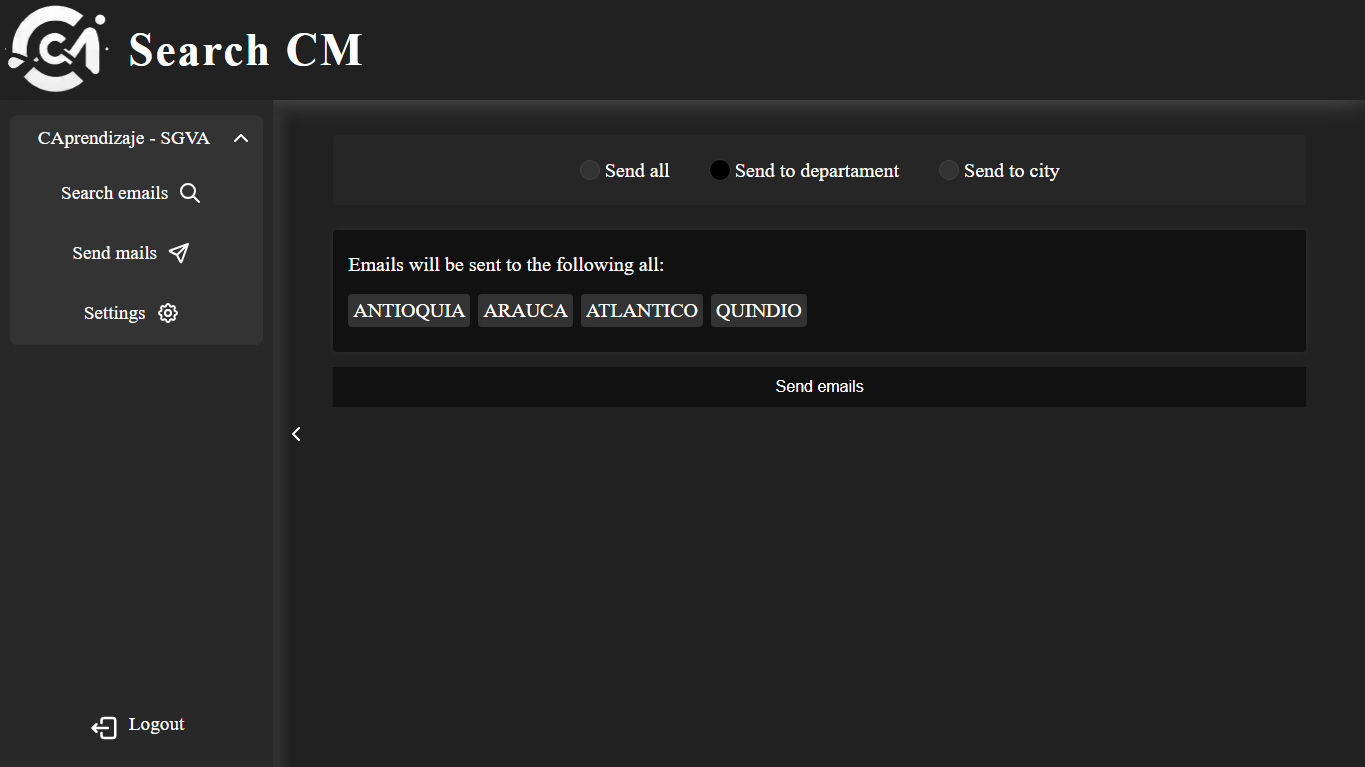 CM
Search CM
CAprendizaje - SGVA
Search emails
Send mails
Settings
Logout
Send all
Send to departament
Send to city
Emails will be sent to the following all:
ANTIOQUIA ARAUCA ATLANTICO QUINDIO
Send emails